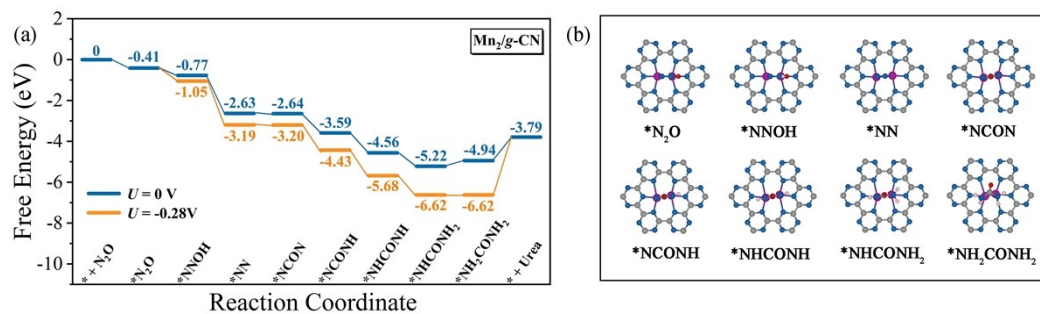 (a)
Mn₂/g-CN
Free Energy (eV)
2
0
-2
-4
-6
-8
-10
0
-0.41
-0.77
-1.05
-2.63
-2.64
-3.19
-3.20
-3.59
-4.43
-4.56
-5.68
-5.22
-6.62
-4.94
-6.62
-3.79
U = 0 V
U = -0.28V
* + N₂O
*N₂O
*NNOH
*NN
*NCON
*NCONH
*NHCONH
*NHCONH₂
*NH₂CONH₂
* + Urea
Reaction Coordinate
(b)
*N₂O
*NNOH
*NN
*NCON
*NCONH
*NHCONH
*NHCONH₂
*NH₂CONH₂